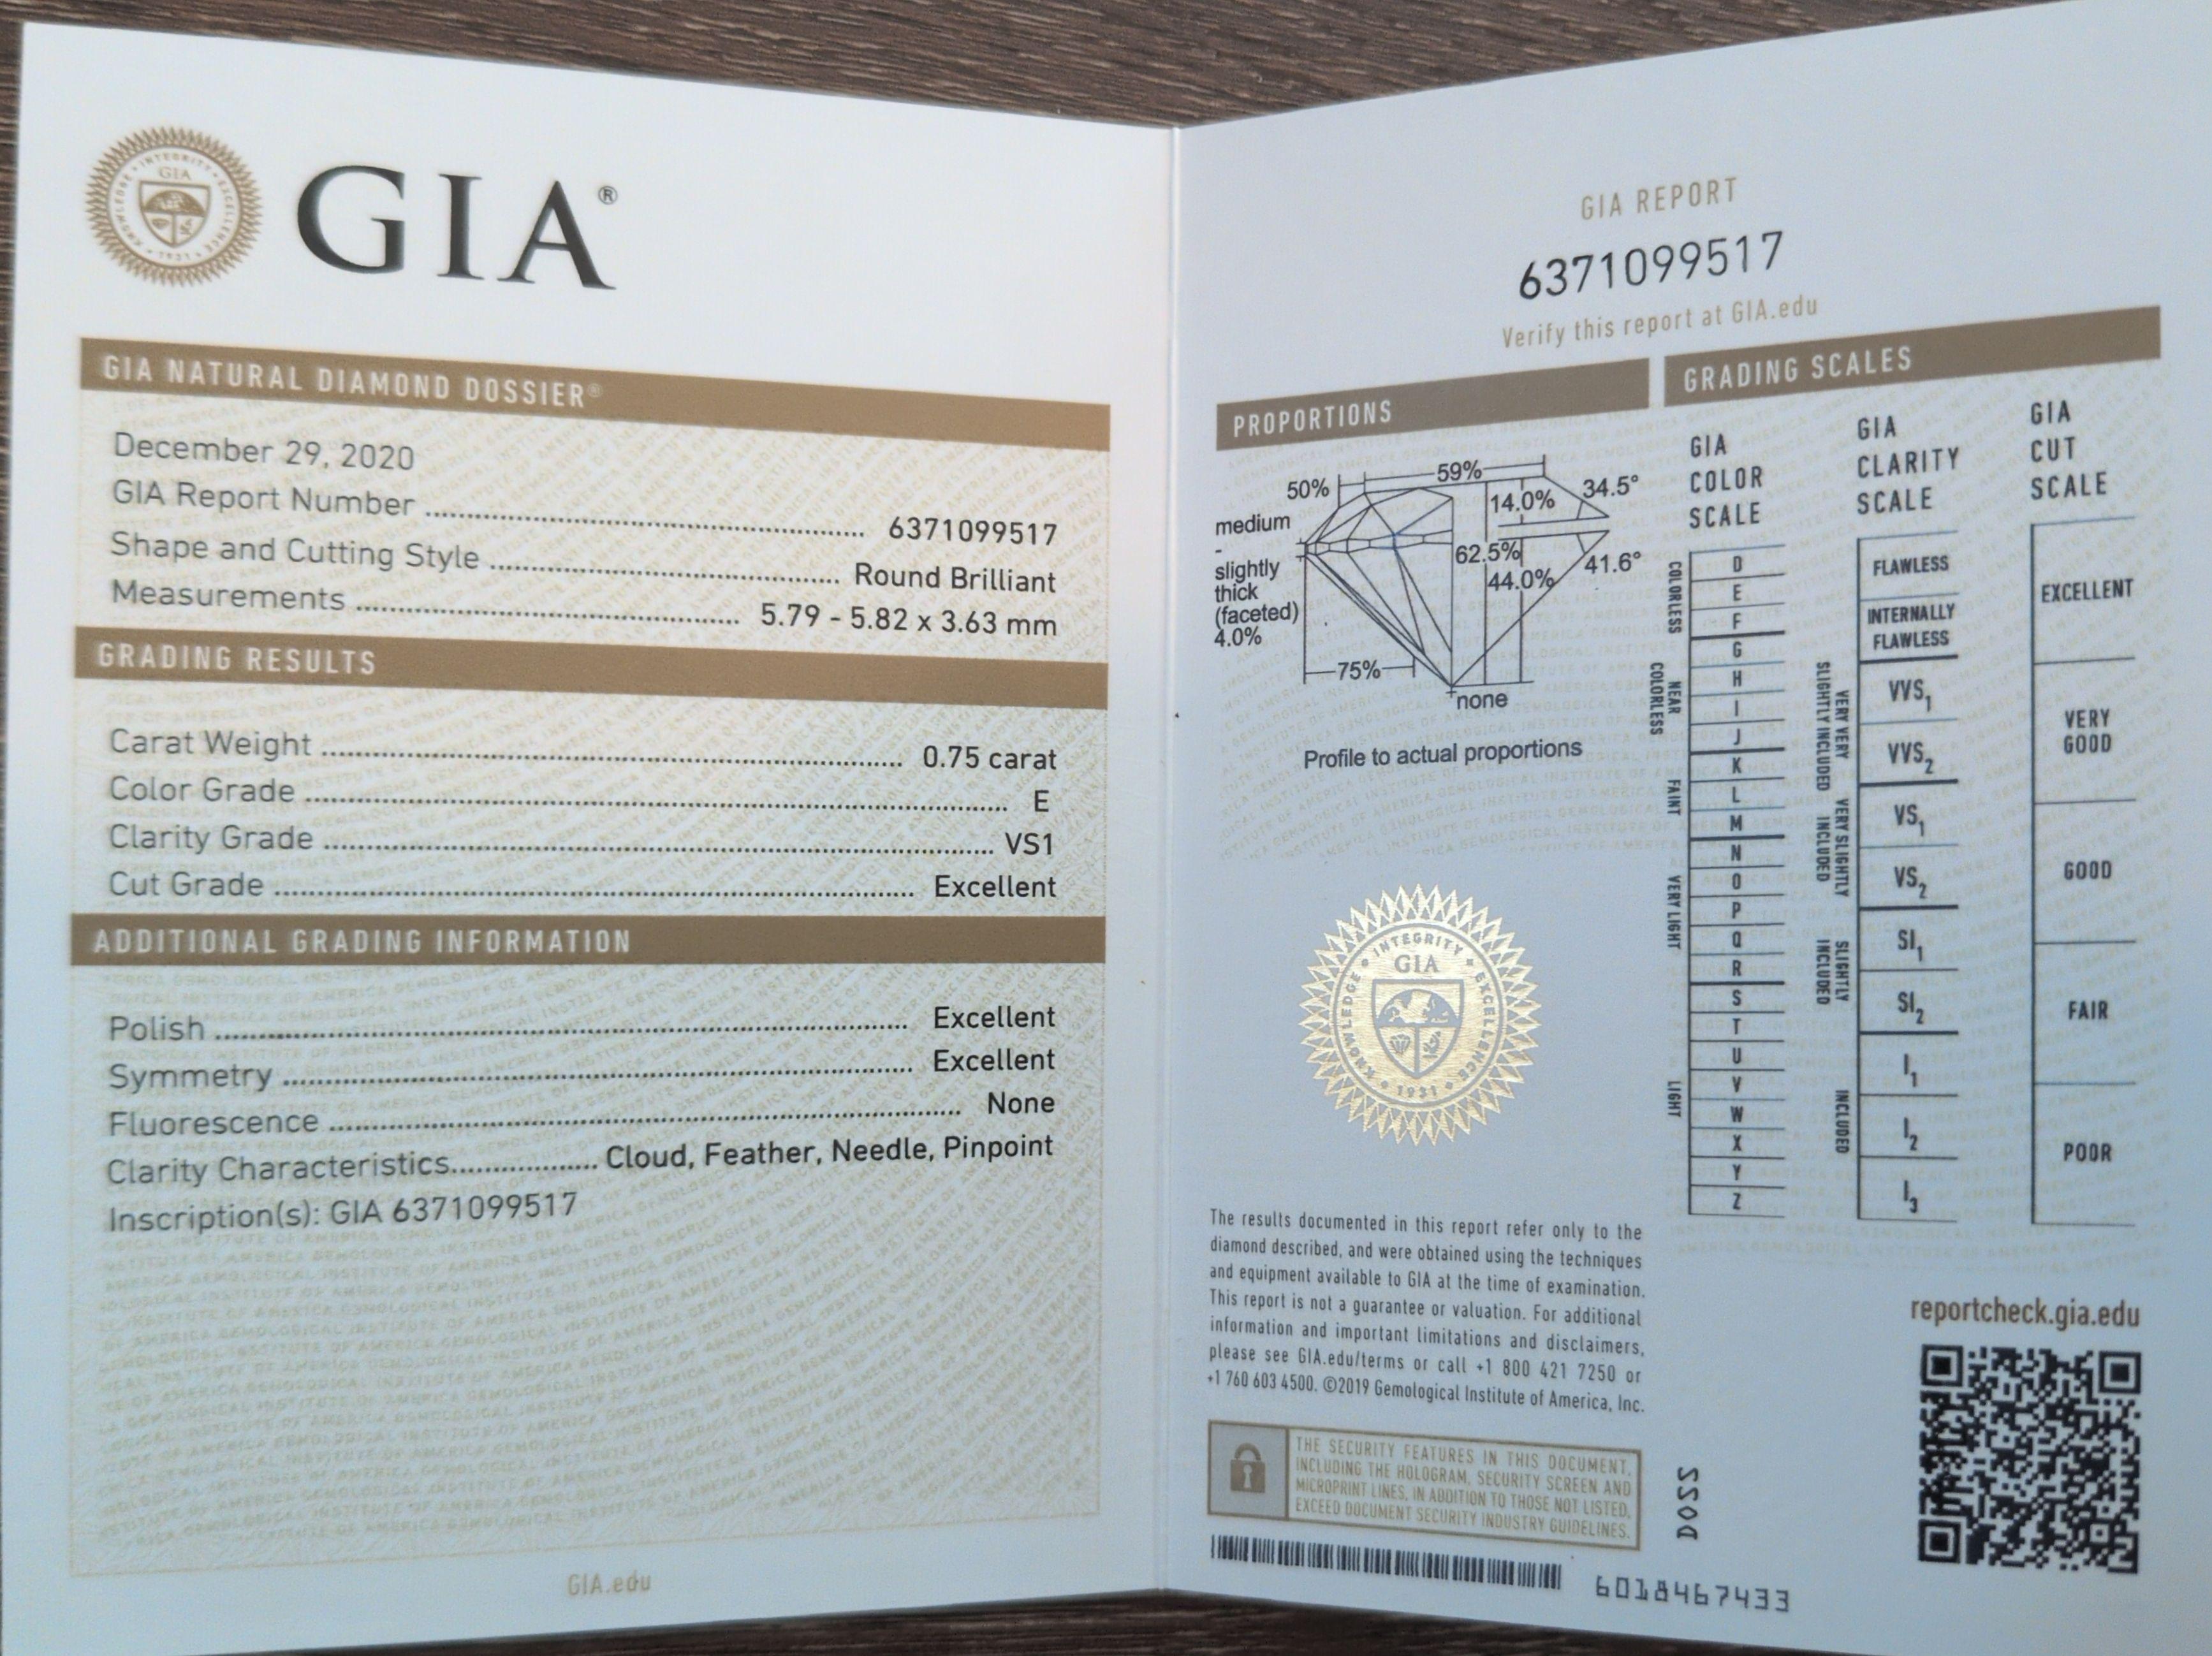 GIA®
GIA NATURAL DIAMOND DOSSIER®
December 29, 2020
GIA Report Number ........ 6371099517
Shape and Cutting Style ........ Round Brilliant
Measurements ........ 5.79 - 5.82 x 3.63 mm
GRADING RESULTS
Carat Weight ........ 0.75 carat
Color Grade ........ E
Clarity Grade ........ VS1
Cut Grade ........ Excellent
ADDITIONAL GRADING INFORMATION
Polish ........ Excellent
Symmetry ........ Excellent
Fluorescence ........ None
Clarity Characteristics ........ Cloud, Feather, Needle, Pinpoint
Inscription(s): GIA 6371099517
GIA.edu
GIA REPORT
6371099517
Verify this report at GIA.edu
PROPORTIONS
59%
50%
14.0%
34.5°
medium
-
slightly
thick
(faceted)
4.0%
62.5%
44.0%
41.6°
75%
none
Profile to actual proportions
INTEGRITY
KNOWLEDGE
EXCELLENCE
GIA
1931
The results documented in this report refer only to the
diamond described, and were obtained using the techniques
and equipment available to GIA at the time of examination.
This report is not a guarantee or valuation. For additional
information and important limitations and disclaimers,
please see GIA.edu/terms or call +1 800 421 7250 or
+1 760 603 4500. ©2019 Gemological Institute of America, Inc.
THE SECURITY FEATURES IN THIS DOCUMENT,
INCLUDING THE HOLOGRAM, SECURITY SCREEN AND
MICROPRINT LINES, IN ADDITION TO THOSE NOT LISTED,
EXCEED DOCUMENT SECURITY INDUSTRY GUIDELINES.
DOSS
6018467433
GRADING SCALES
GIA
COLOR
SCALE
COLORLESS
D
E
F
NEAR
COLORLESS
G
H
I
J
FAINT
K
L
M
VERY LIGHT
N
O
P
Q
R
LIGHT
S
T
U
V
W
X
Y
Z
GIA
CLARITY
SCALE
FLAWLESS
INTERNALLY
FLAWLESS
VERY VERY
SLIGHTLY INCLUDED
VVS1
VVS2
VERY SLIGHTLY
INCLUDED
VS1
VS2
SLIGHTLY
INCLUDED
SI1
SI2
INCLUDED
I1
I2
I3
GIA
CUT
SCALE
EXCELLENT
VERY
GOOD
GOOD
FAIR
POOR
reportcheck.gia.edu